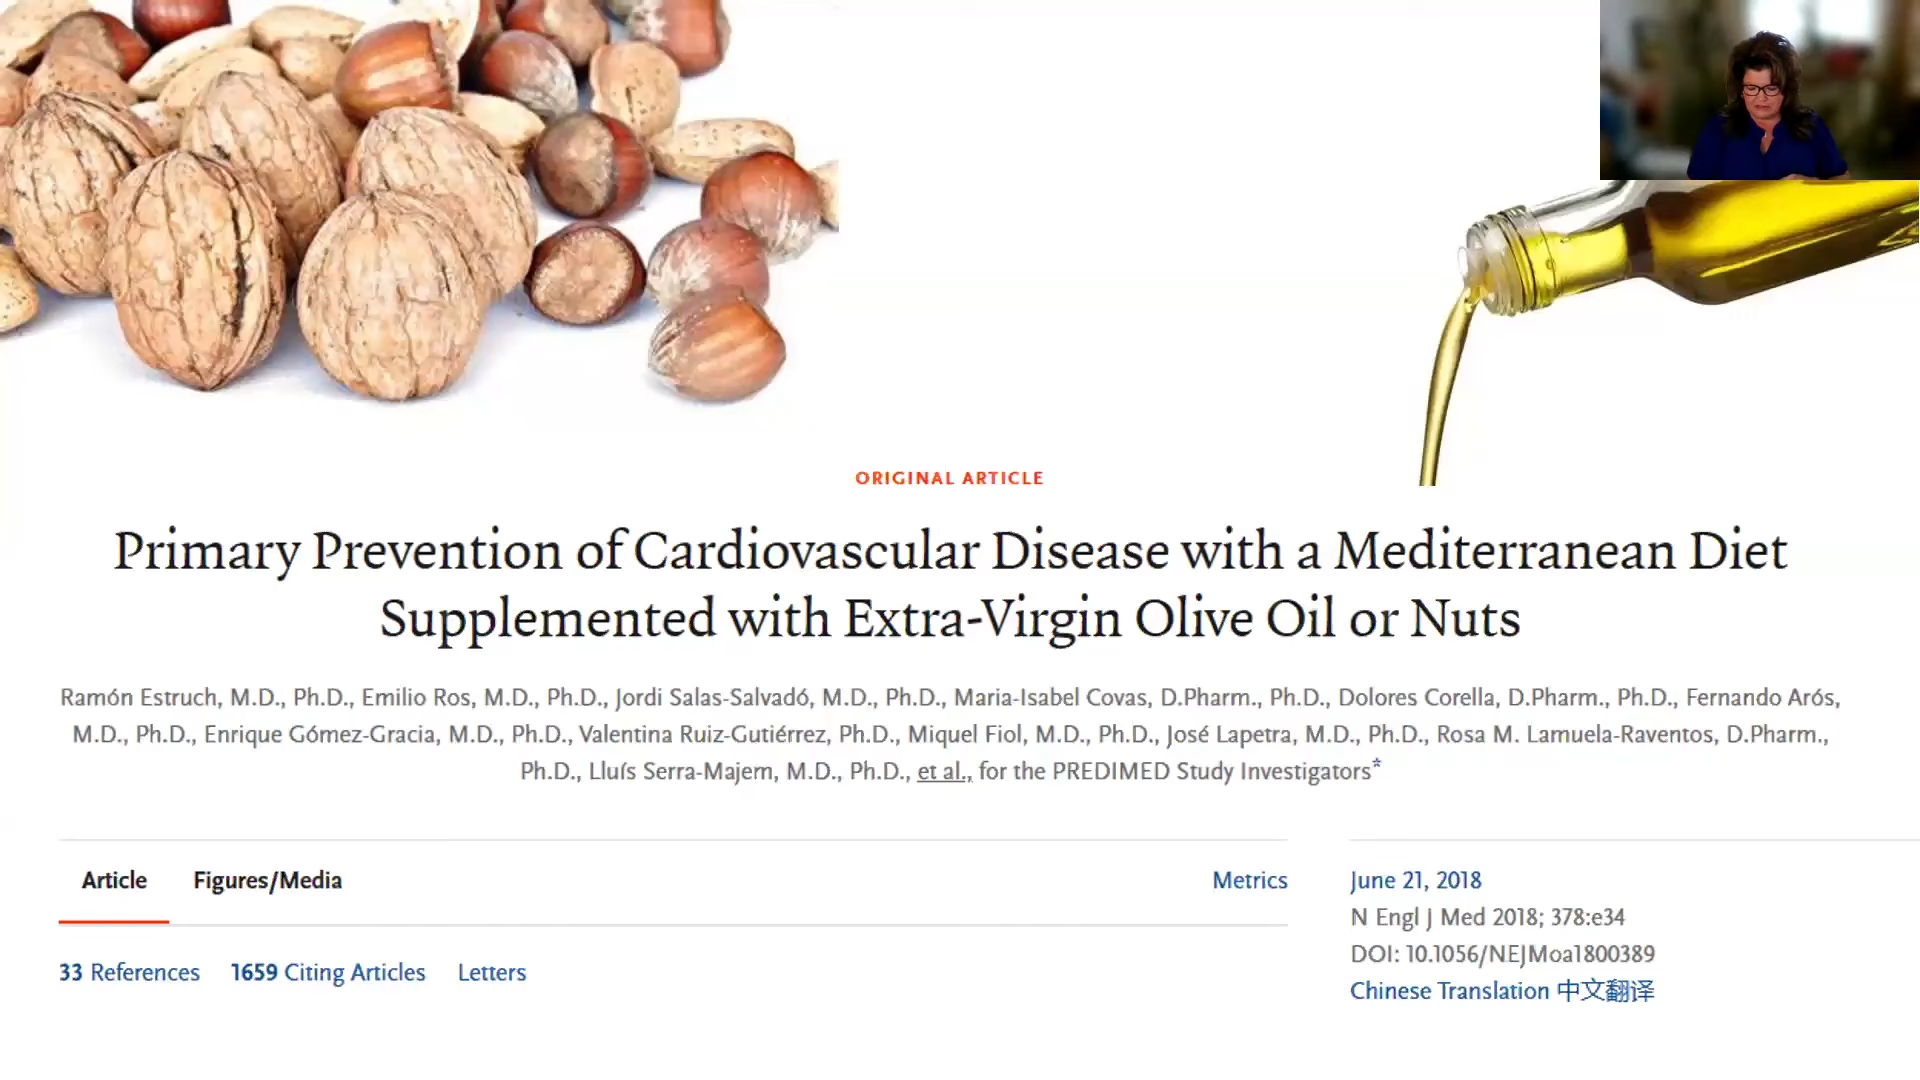 ORIGINAL ARTICLE
Primary Prevention of Cardiovascular Disease with a Mediterranean Diet
Supplemented with Extra-Virgin Olive Oil or Nuts
Ramón Estruch, M.D., Ph.D., Emilio Ros, M.D., Ph.D., Jordi Salas-Salvadó, M.D., Ph.D., Maria-Isabel Covas, D.Pharm., Ph.D., Dolores Corella, D.Pharm., Ph.D., Fernando Arós,
M.D., Ph.D., Enrique Gómez-Gracia, M.D., Ph.D., Valentina Ruiz-Gutiérrez, Ph.D., Miquel Fiol, M.D., Ph.D., José Lapetra, M.D., Ph.D., Rosa M. Lamuela-Raventos, D.Pharm.,
Ph.D., Lluís Serra-Majem, M.D., Ph.D., et al., for the PREDIMED Study Investigators*
Article Figures/Media Metrics
33 References 1659 Citing Articles Letters
June 21, 2018
N Engl J Med 2018; 378:e34
DOI: 10.1056/NEJMoa1800389
Chinese Translation 中文翻译